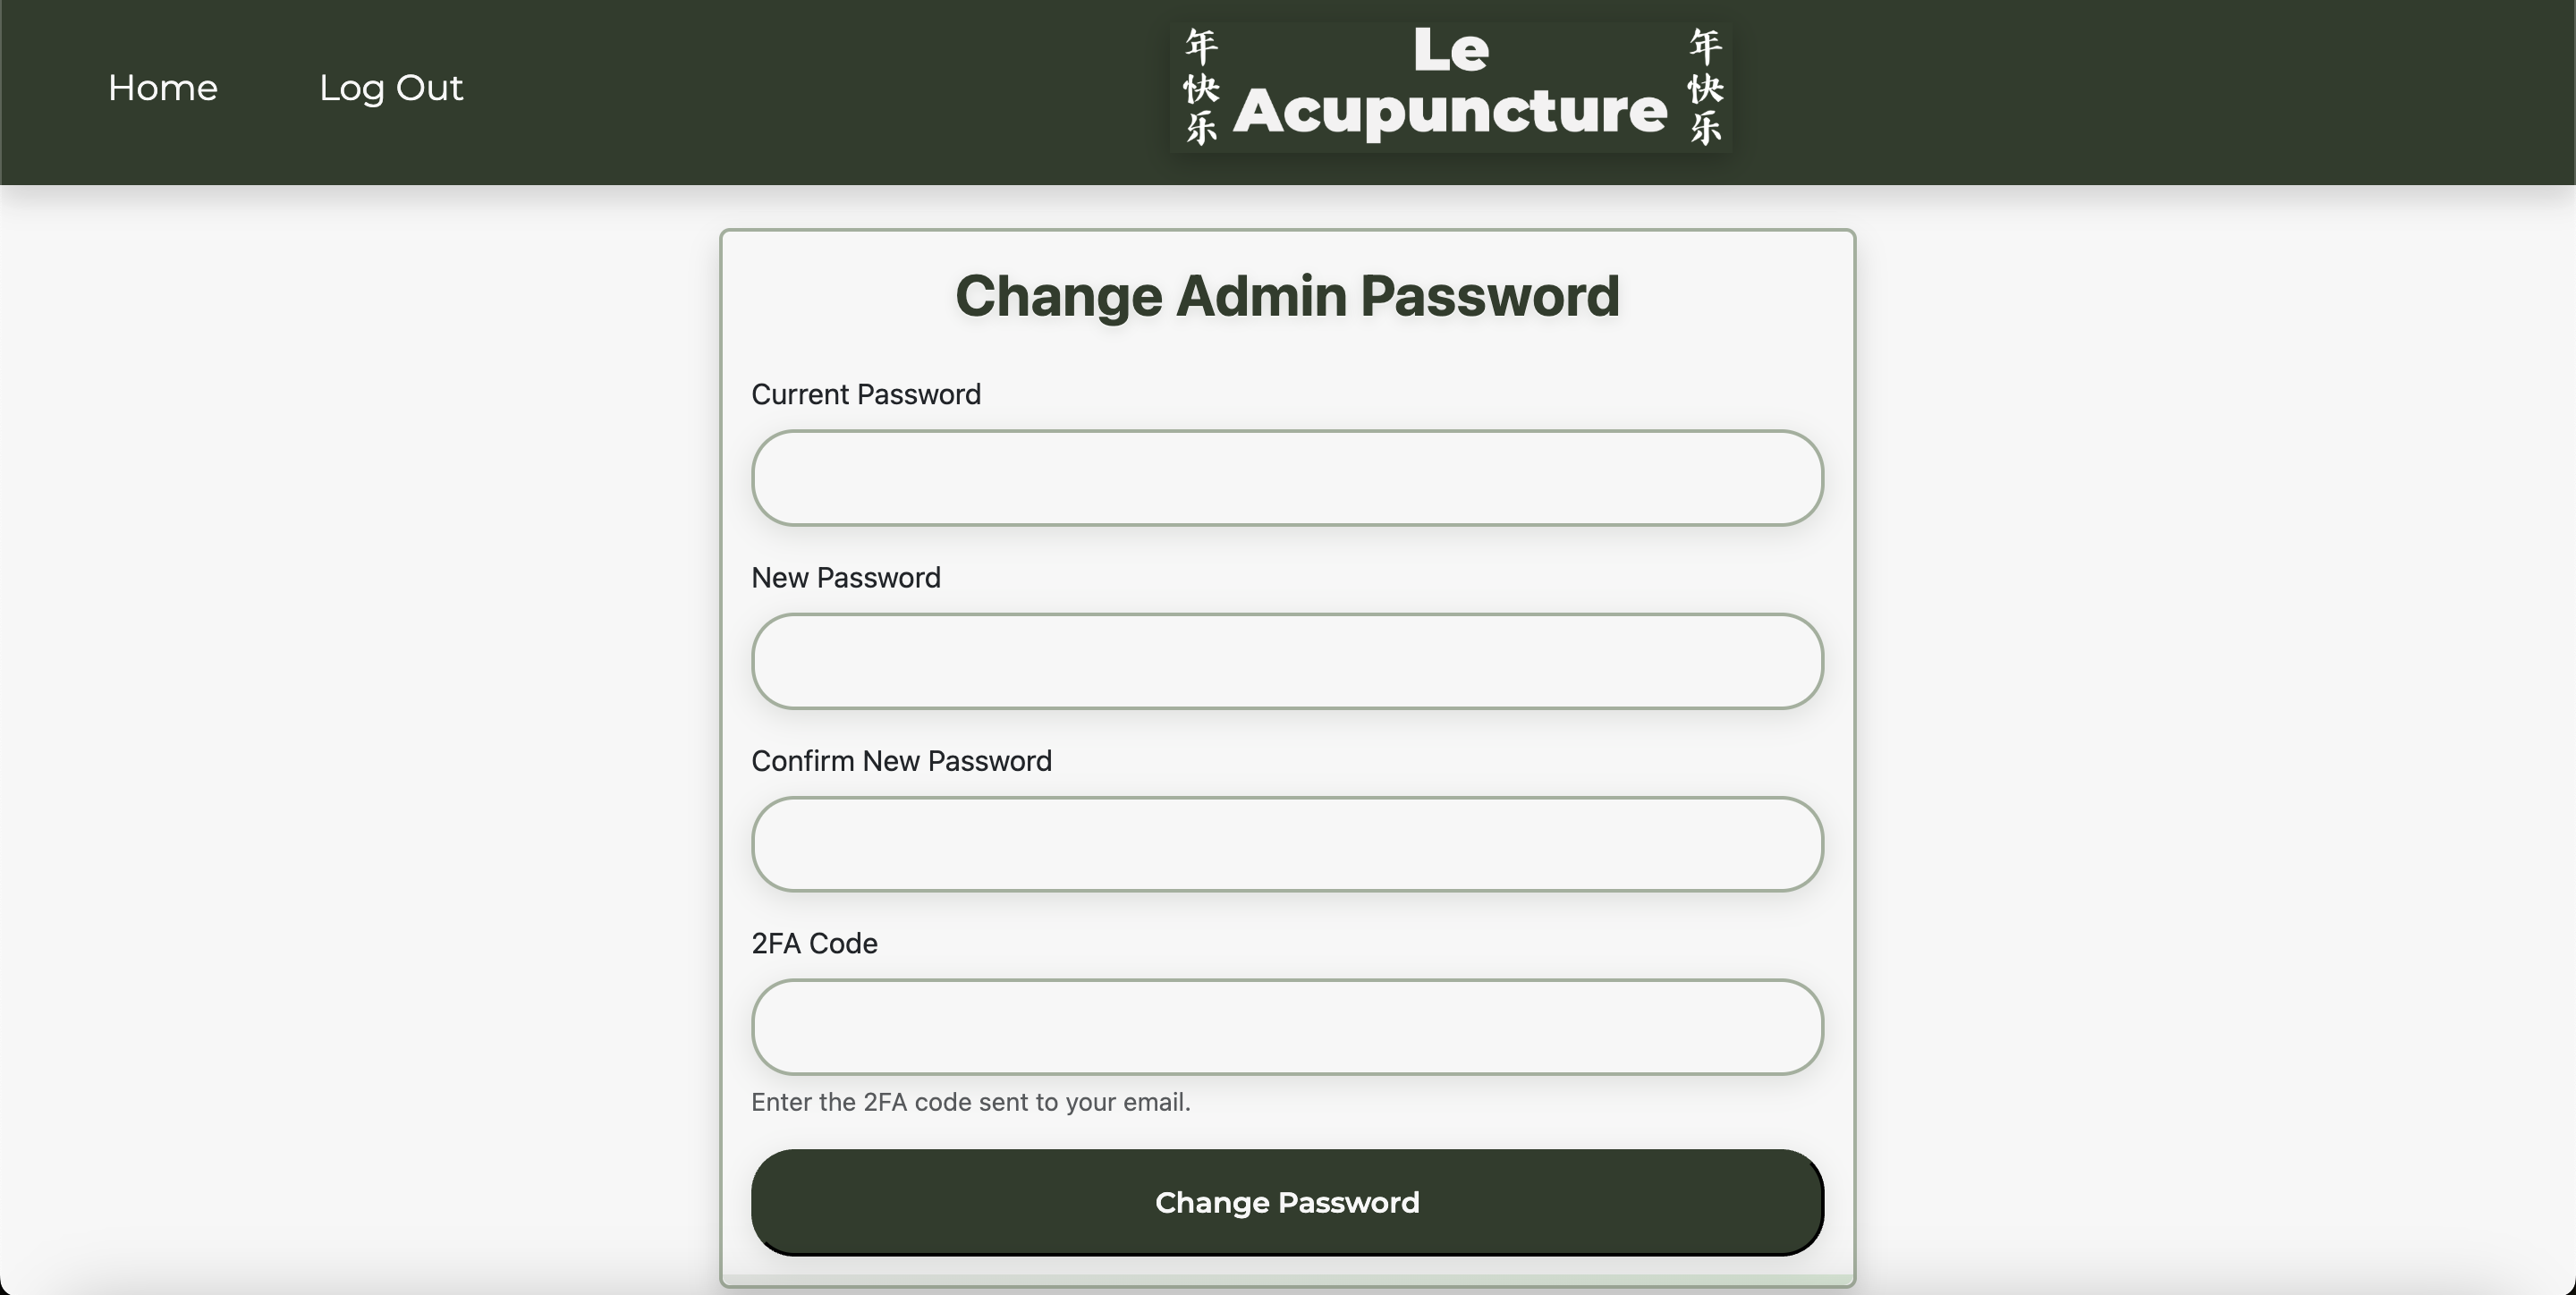 Home
Log Out
年快乐
Le
Acupuncture
年快乐
Change Admin Password
Current Password
New Password
Confirm New Password
2FA Code
Enter the 2FA code sent to your email.
Change Password